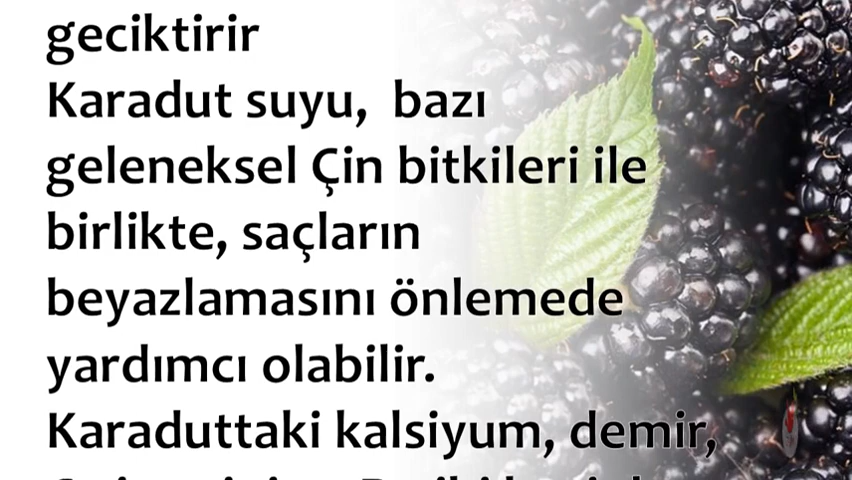 geciktirir
Karadut suyu,  bazı
geleneksel Çin bitkileri ile
birlikte, saçların
beyazlamasını önlemede
yardımcı olabilir.
Karaduttaki kalsiyum, demir,